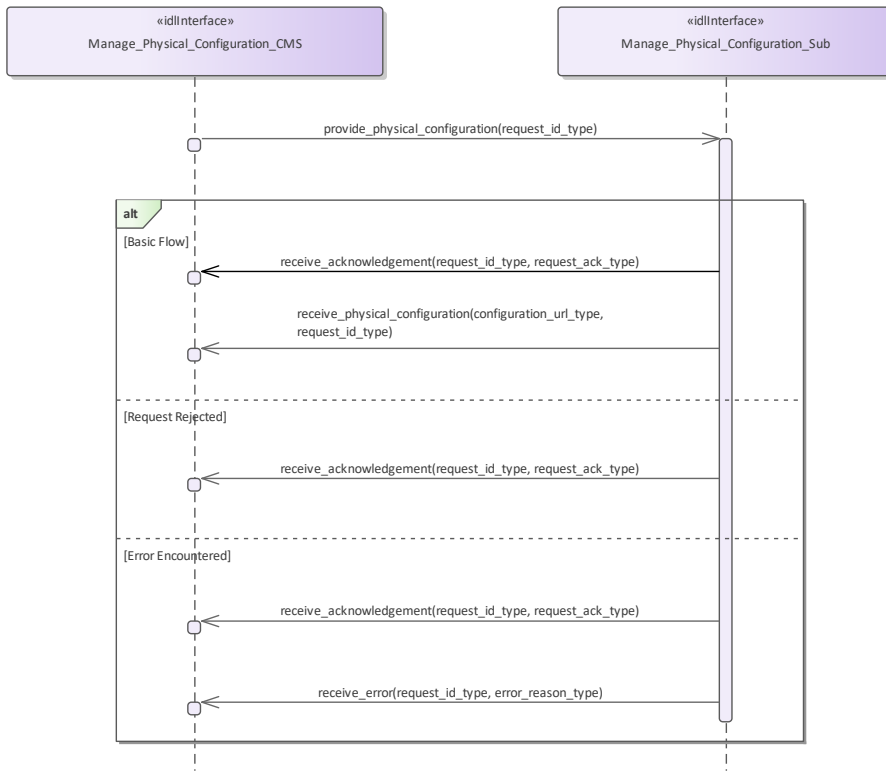 «idlInterface»
Manage_Physical_Configuration_CMS
«idlInterface»
Manage_Physical_Configuration_Sub
provide_physical_configuration(request_id_type)
alt
[Basic Flow]
receive_acknowledgement(request_id_type, request_ack_type)
receive_physical_configuration(configuration_url_type,
request_id_type)
[Request Rejected]
receive_acknowledgement(request_id_type, request_ack_type)
[Error Encountered]
receive_acknowledgement(request_id_type, request_ack_type)
receive_error(request_id_type, error_reason_type)